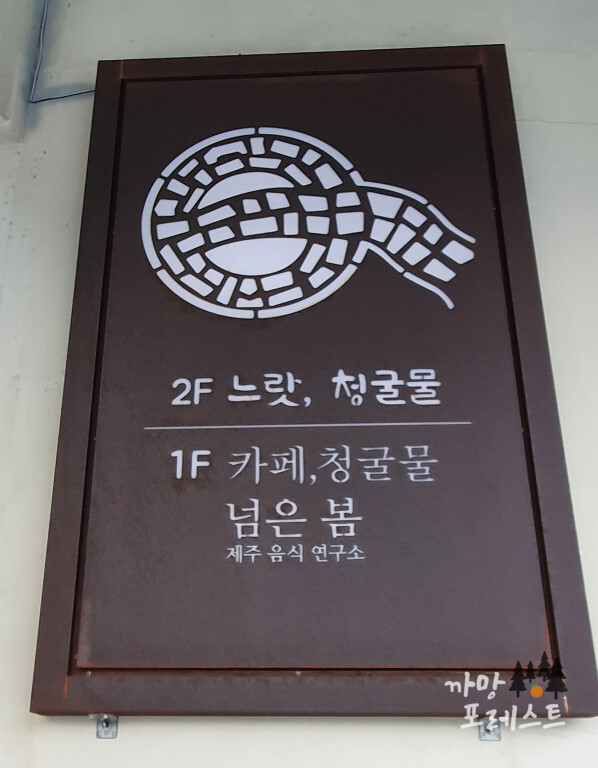 2F 느랏, 청굴물
1F 카페,청굴물
넘은 봄
제주 음식 연구소
까망
포레스트